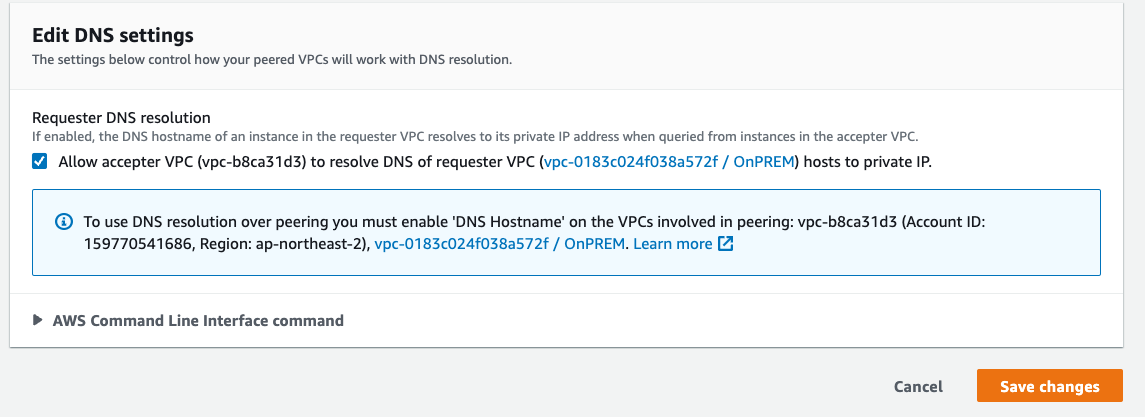 Edit DNS settings
The settings below control how your peered VPCs will work with DNS resolution.
Requester DNS resolution
If enabled, the DNS hostname of an instance in the requester VPC resolves to its private IP address when queried from instances in the accepter VPC.
Allow accepter VPC (vpc-b8ca31d3) to resolve DNS of requester VPC (vpc-0183c024f038a572f / OnPREM) hosts to private IP.
To use DNS resolution over peering you must enable 'DNS Hostname' on the VPCs involved in peering: vpc-b8ca31d3 (Account ID:
159770541686, Region: ap-northeast-2), vpc-0183c024f038a572f / OnPREM. Learn more
AWS Command Line Interface command
Cancel Save changes